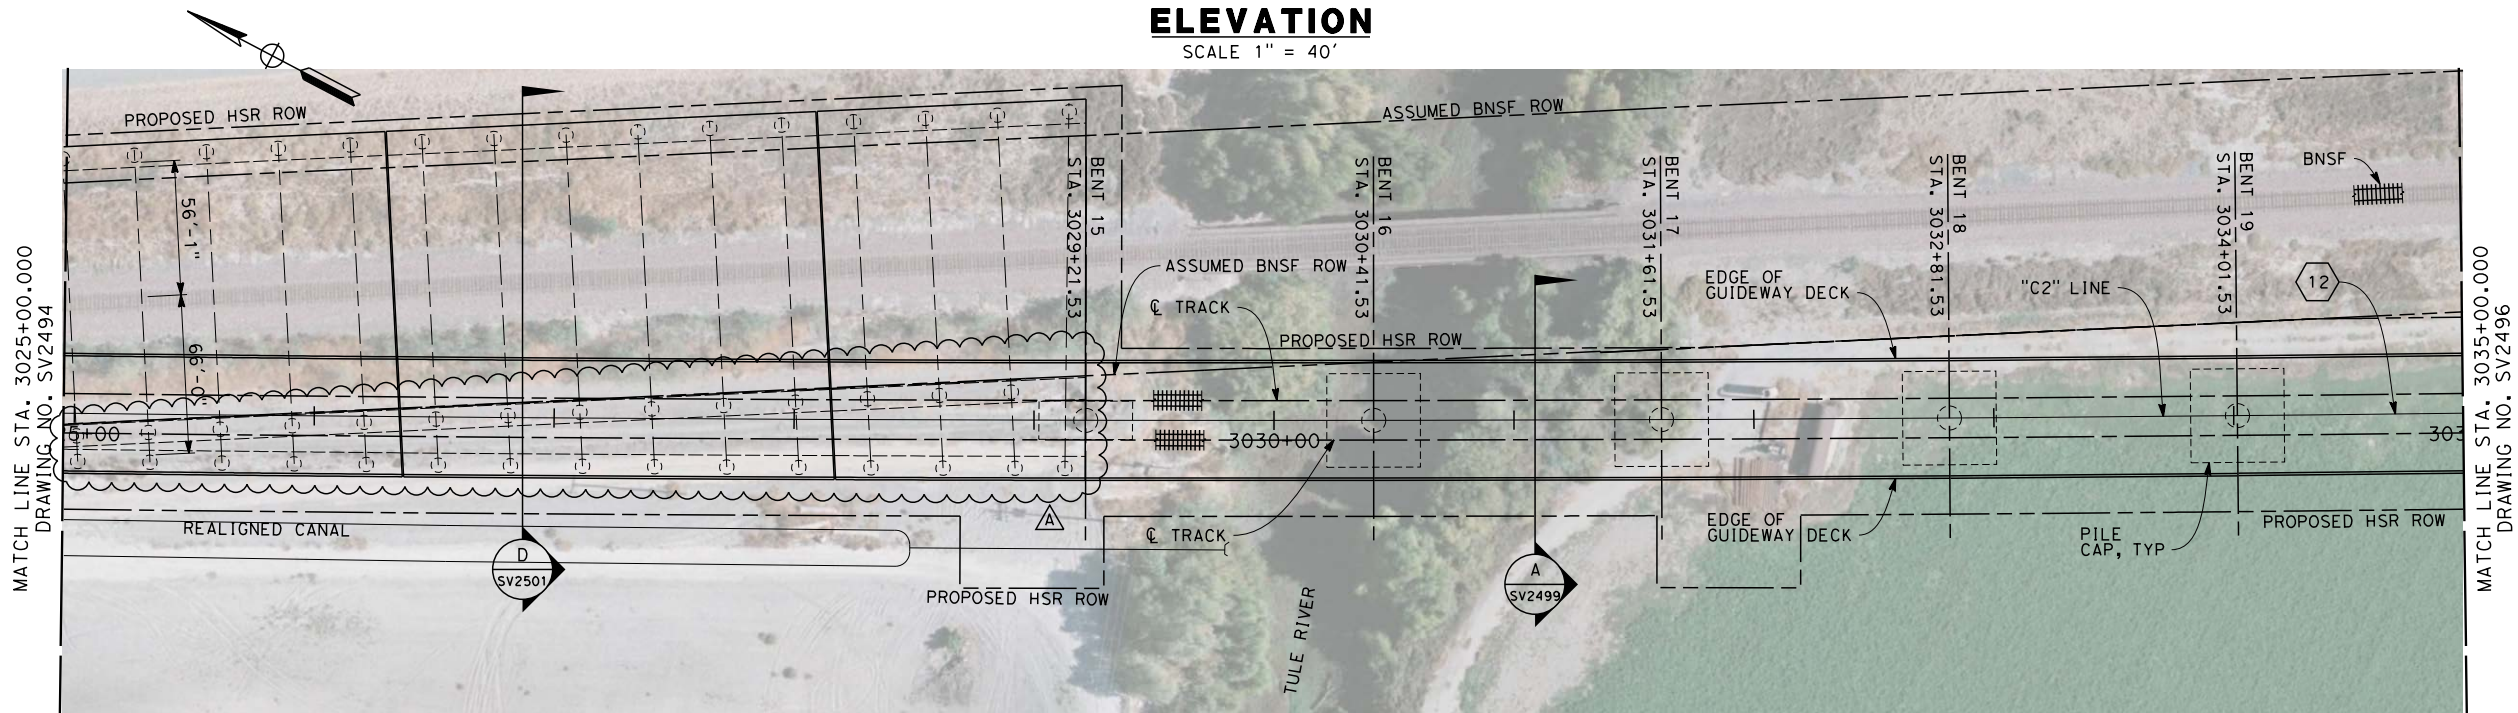 ELEVATION
SCALE 1" = 40'
PROPOSED HSR ROW
ASSUMED BNSF ROW
BENT 15
STA. 3029+21.53
BENT 16
STA. 3030+41.53
BENT 17
STA. 3031+61.53
BENT 18
STA. 3032+81.53
BENT 19
STA. 3034+01.53
BNSF
56'-1"
66'-0"
ASSUMED BNSF ROW
℄ TRACK
PROPOSED HSR ROW
EDGE OF
GUIDEWAY DECK
"C2" LINE
12
MATCH LINE STA. 3025+00.000
DRAWING NO. SV2494
MATCH LINE STA. 3035+00.000
DRAWING NO. SV2496
5+00
3030+00
303
REALIGNED CANAL
D
SV2501
A
℄ TRACK
A
SV2499
EDGE OF
GUIDEWAY DECK
PILE
CAP, TYP
PROPOSED HSR ROW
PROPOSED HSR ROW
TULE RIVER